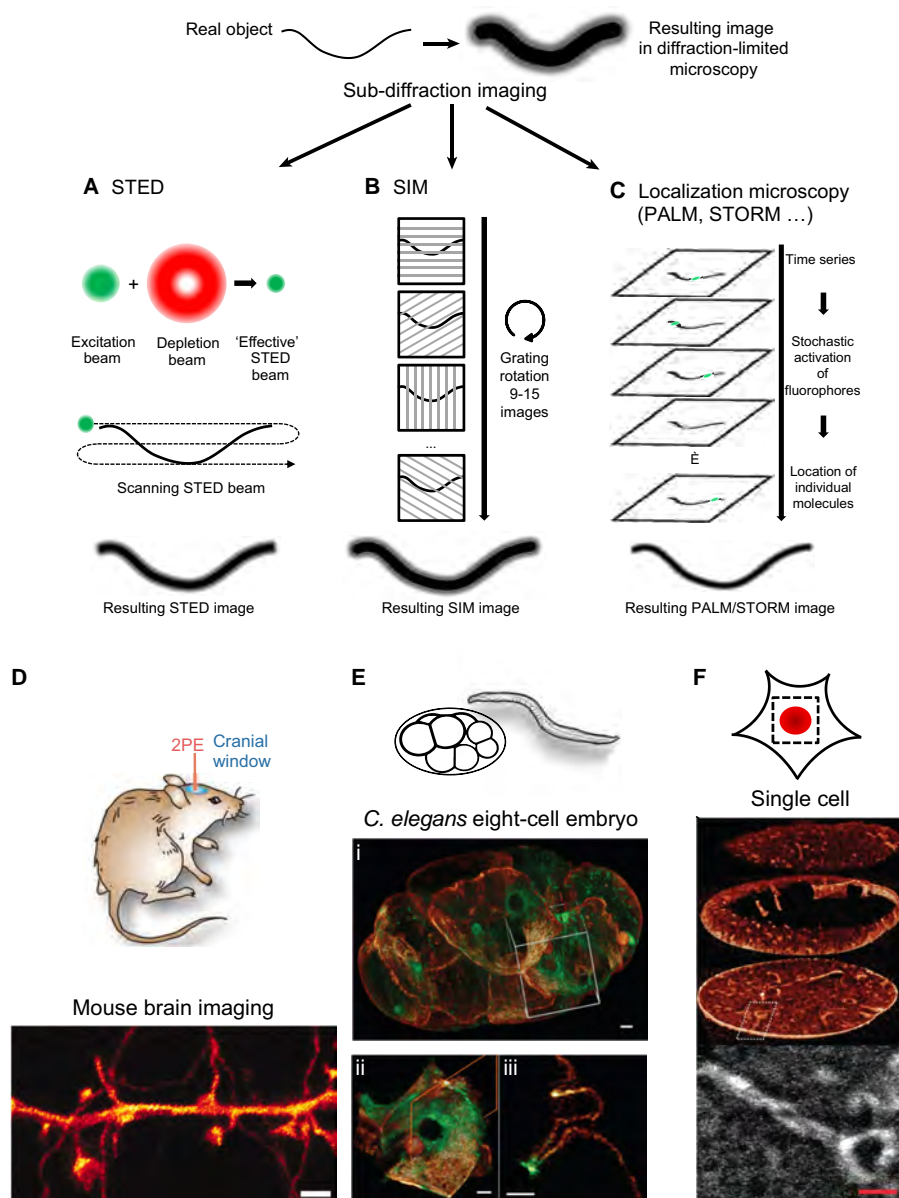 Real object
Resulting image
in diffraction-limited
microscopy
Sub-diffraction imaging
A STED
+
Excitation
beam
Depletion
beam
‘Effective’
STED
beam
Scanning STED beam
Resulting STED image
B SIM
...
Grating
rotation
9-15
images
Resulting SIM image
C Localization microscopy
(PALM, STORM ...)
Time series
Stochastic
activation
of
fluorophores
È
Location of
individual
molecules
Resulting PALM/STORM image
D
2PE
Cranial
window
Mouse brain imaging
E
C. elegans eight-cell embryo
i
ii
iii
F
Single cell